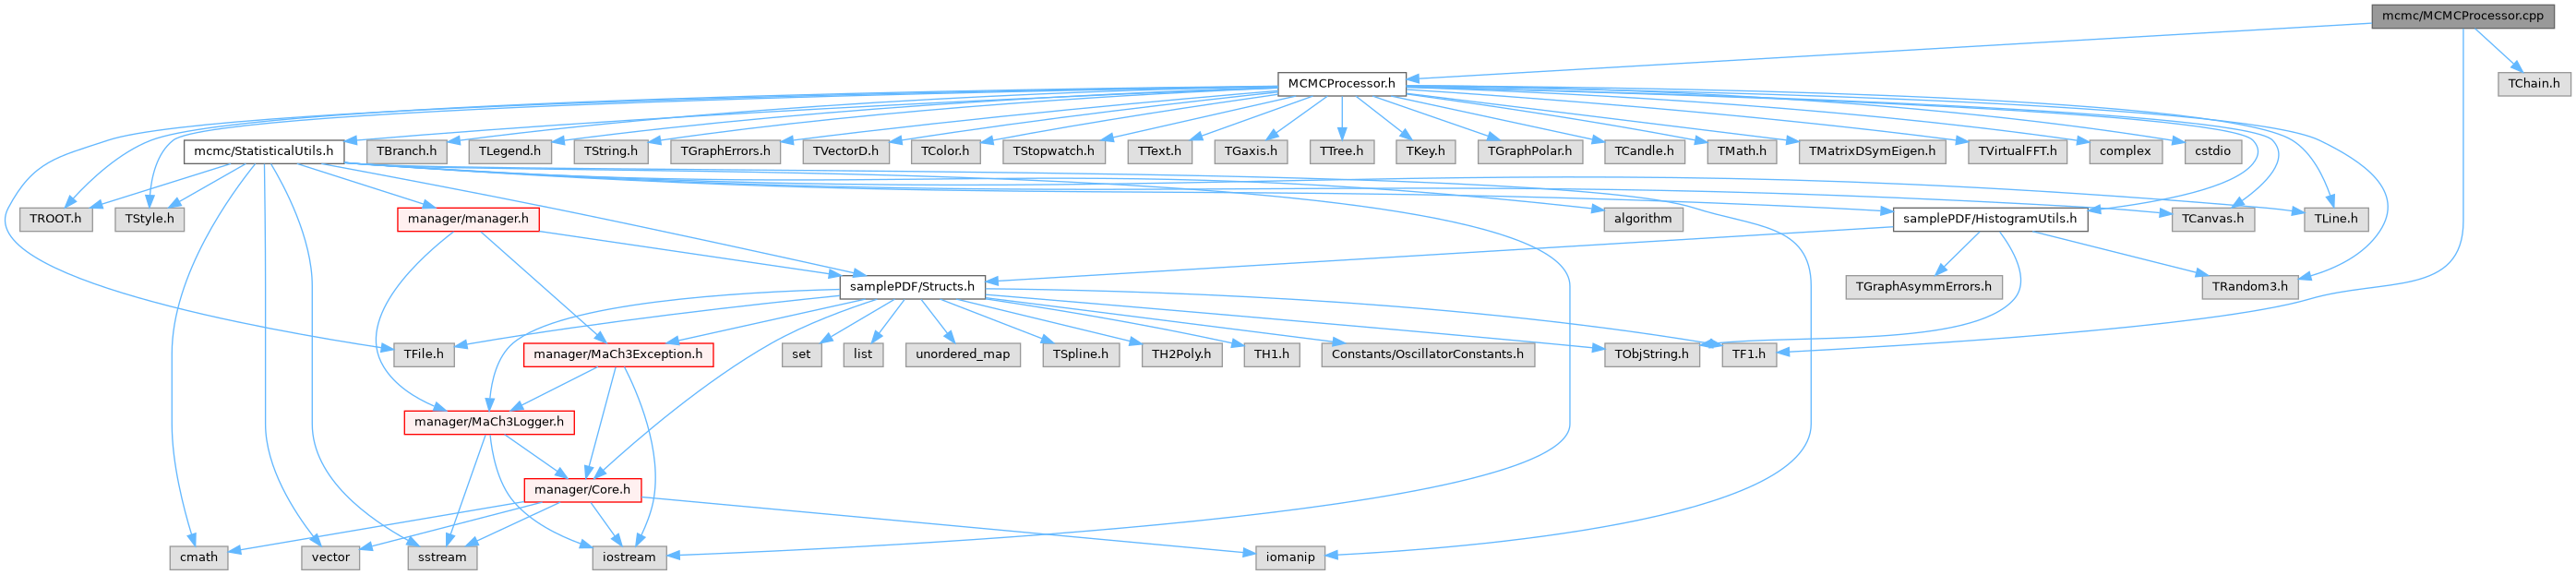 mcmc/MCMCProcessor.cpp
MCMCProcessor.h
TChain.h
mcmc/StatisticalUtils.h
TBranch.h
TLegend.h
TString.h
TGraphErrors.h
TVectorD.h
TColor.h
TStopwatch.h
TText.h
TGaxis.h
TTree.h
TKey.h
TGraphPolar.h
TCandle.h
TMath.h
TMatrixDSymEigen.h
TVirtualFFT.h
complex
cstdio
TROOT.h
TStyle.h
manager/manager.h
algorithm
samplePDF/HistogramUtils.h
TCanvas.h
TLine.h
samplePDF/Structs.h
TGraphAsymmErrors.h
TRandom3.h
TFile.h
manager/MaCh3Exception.h
set
list
unordered_map
TSpline.h
TH2Poly.h
TH1.h
Constants/OscillatorConstants.h
TObjString.h
TF1.h
manager/MaCh3Logger.h
manager/Core.h
cmath
vector
sstream
iostream
iomanip